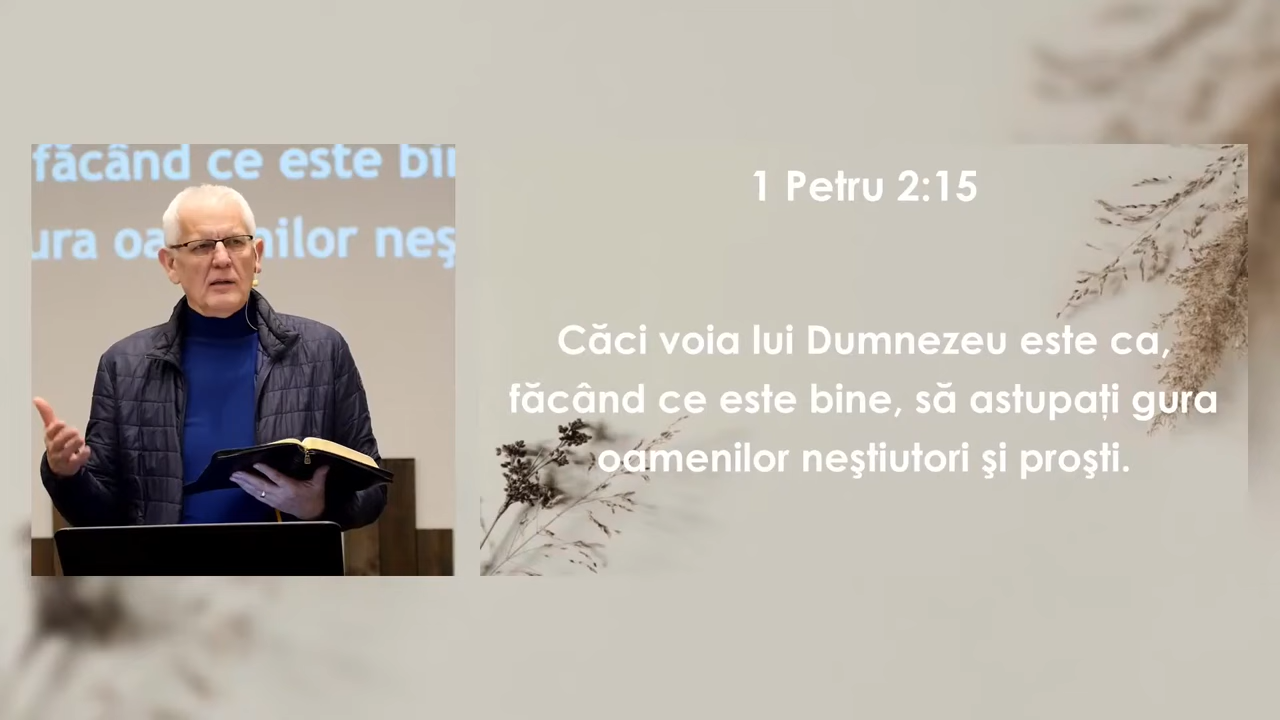 făcând ce este bin
ura oa nilor neş
1 Petru 2:15
Căci voia lui Dumnezeu este ca,
făcând ce este bine, să astupați gura
oamenilor neştiutori şi proşti.